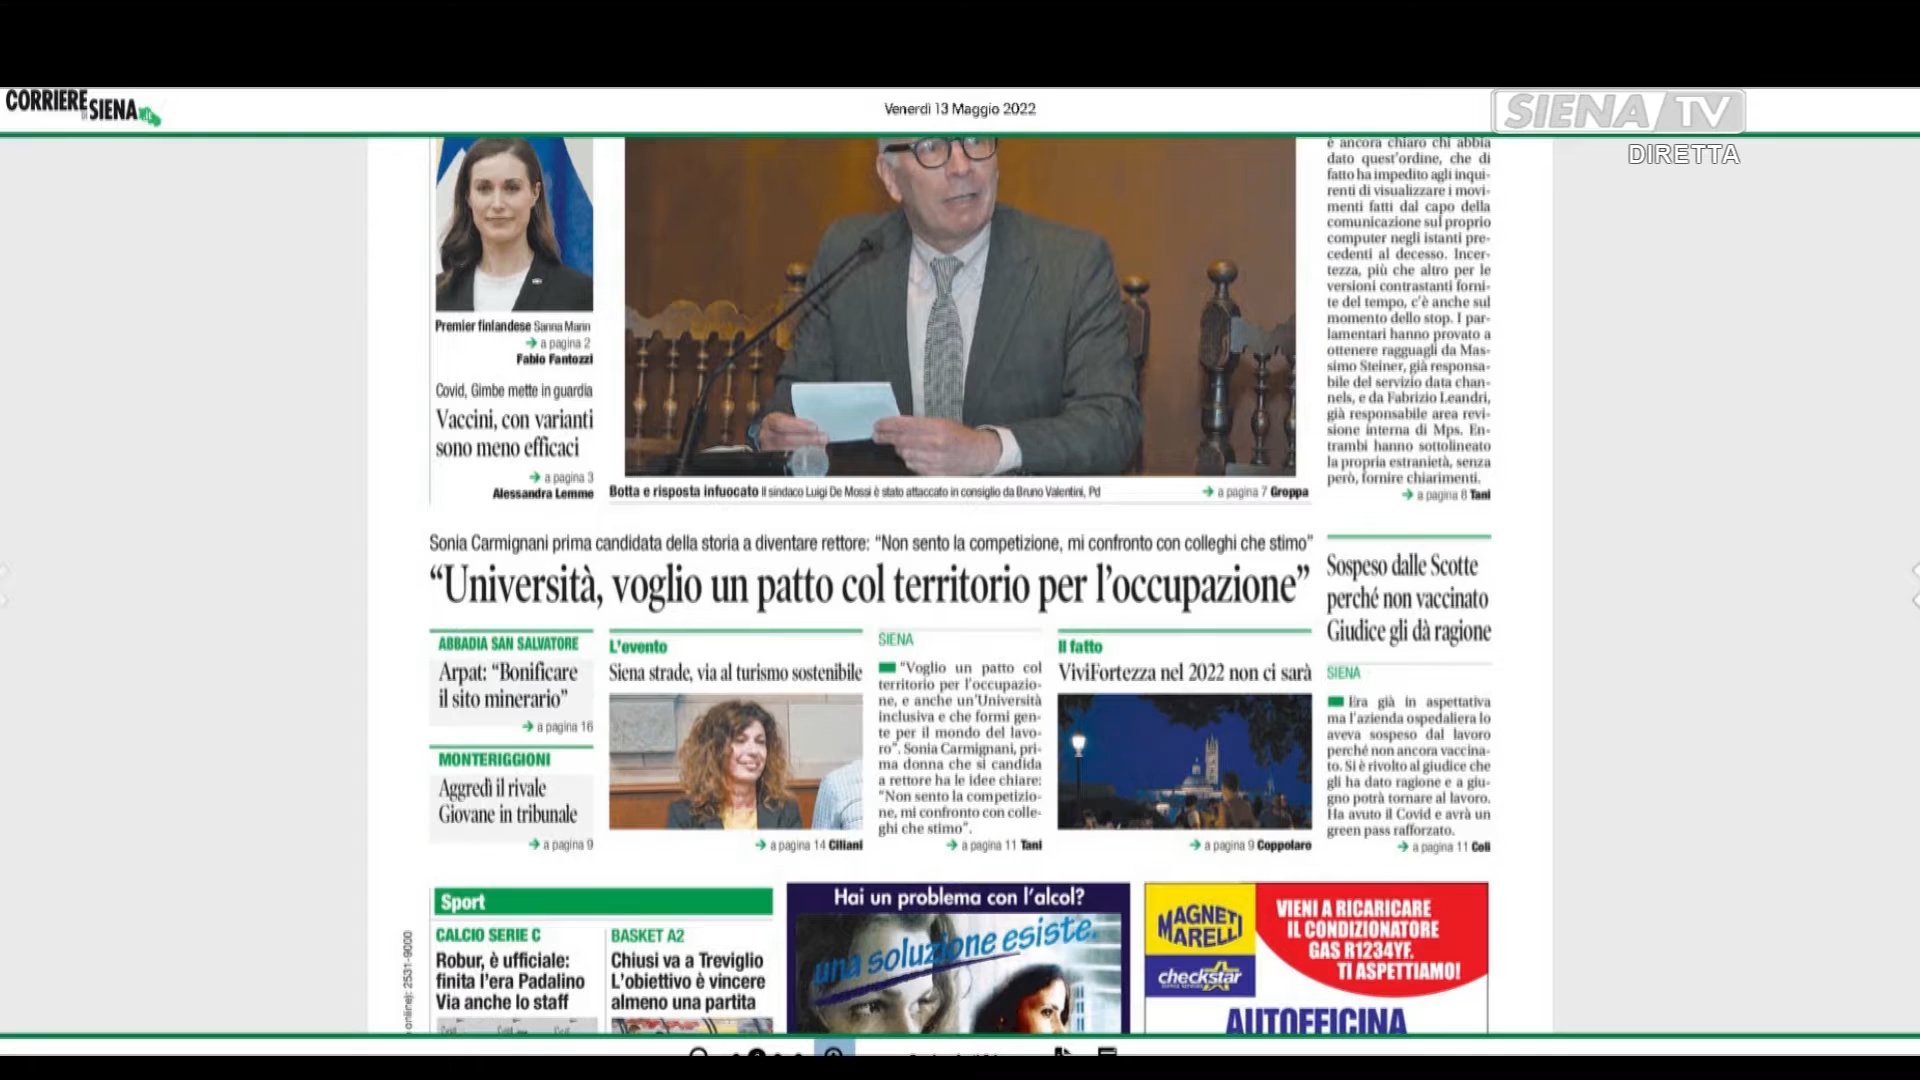 CORRIERE DI SIENA.it
Venerdì 13 Maggio 2022
SIENA TV
DIRETTA
Premier finlandese Sanna Marin
a pagina 2
Fabio Fantozzi
Covid, Gimbe mette in guardia
Vaccini, con varianti
sono meno efficaci
a pagina 3
Alessandra Lemme
Botta e risposta infuocato Il sindaco Luigi De Mossi è stato attaccato in consiglio da Bruno Valentini, Pd
a pagina 7 Groppa
è ancora chiaro chi abbia
dato quest'ordine, che di
fatto ha impedito agli inqui-
renti di visualizzare i movi-
menti fatti dal capo della
comunicazione sul proprio
computer negli istanti pre-
cedenti al decesso. Incer-
tezza, più che altro per le
versioni contrastanti forni-
te del tempo, c'è anche sul
momento dello stop. I par-
lamentari hanno provato a
ottenere ragguagli da Mas-
simo Steiner, già responsa-
bile del servizio data chan-
nels, e da Fabrizio Leandri,
già responsabile area revi-
sione interna di Mps. En-
trambi hanno sottolineato
la propria estraneità, senza
però, fornire chiarimenti.
a pagina 8 Tani
Sonia Carmignani prima candidata della storia a diventare rettore: "Non sento la competizione, mi confronto con colleghi che stimo"
“Università, voglio un patto col territorio per l’occupazione”
ABBADIA SAN SALVATORE
Arpat: “Bonificare
il sito minerario”
a pagina 16
MONTERIGGIONI
Aggredì il rivale
Giovane in tribunale
a pagina 9
L'evento
Siena strade, via al turismo sostenibile
a pagina 14 Ciliani
SIENA
“Voglio un patto col
territorio per l'occupazio-
ne, e anche un'Università
inclusiva e che formi gen-
te per il mondo del lavo-
ro”. Sonia Carmignani, pri-
ma donna che si candida
a rettore ha le idee chiare:
“Non sento la competizio-
ne, mi confronto con colle-
ghi che stimo”.
a pagina 11 Tani
Il fatto
ViviFortezza nel 2022 non ci sarà
a pagina 9 Coppolaro
Sospeso dalle Scotte
perché non vaccinato
Giudice gli dà ragione
SIENA
Era già in aspettativa
ma l'azienda ospedaliera lo
aveva sospeso dal lavoro
perché non ancora vaccina-
to. Si è rivolto al giudice che
gli ha dato ragione e a giu-
gno potrà tornare al lavoro.
Ha avuto il Covid e avrà un
green pass rafforzato.
a pagina 11 Coli
online): 2531-9000
Sport
CALCIO SERIE C
Robur, è ufficiale:
finita l'era Padalino
Via anche lo staff
BASKET A2
Chiusi va a Treviglio
L'obiettivo è vincere
almeno una partita
Hai un problema con l'alcol?
una soluzione esiste.
MAGNETI
MARELLI
checkstar
VIENI A RICARICARE
IL CONDIZIONATORE
GAS R1234YF.
TI ASPETTIAMO!
AUTOFFICINA